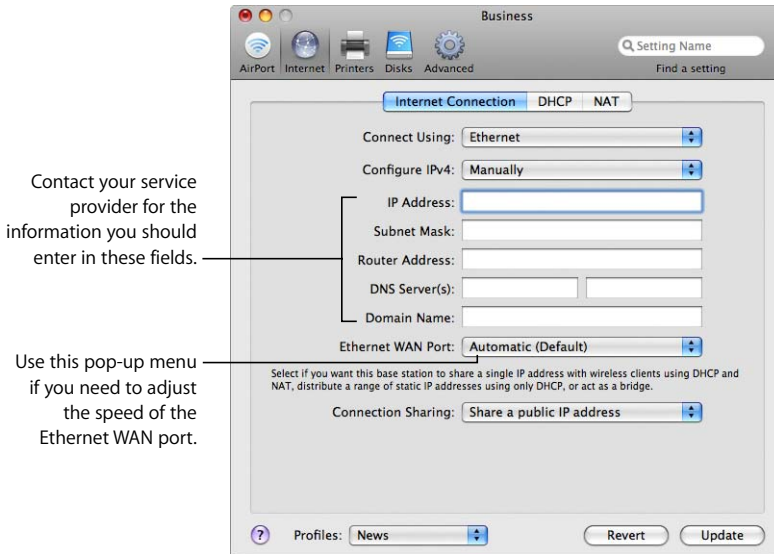 Business
Setting Name
AirPort Internet Printers Disks Advanced
Find a setting
Internet Connection DHCP NAT
Connect Using: Ethernet
Configure IPv4: Manually
Contact your service
provider for the
information you should
enter in these fields.
IP Address:
Subnet Mask:
Router Address:
DNS Server(s):
Domain Name:
Ethernet WAN Port: Automatic (Default)
Use this pop-up menu
if you need to adjust
the speed of the
Ethernet WAN port.
Select if you want this base station to share a single IP address with wireless clients using DHCP and
NAT, distribute a range of static IP addresses using only DHCP, or act as a bridge.
Connection Sharing: Share a public IP address
? Profiles: News Revert Update